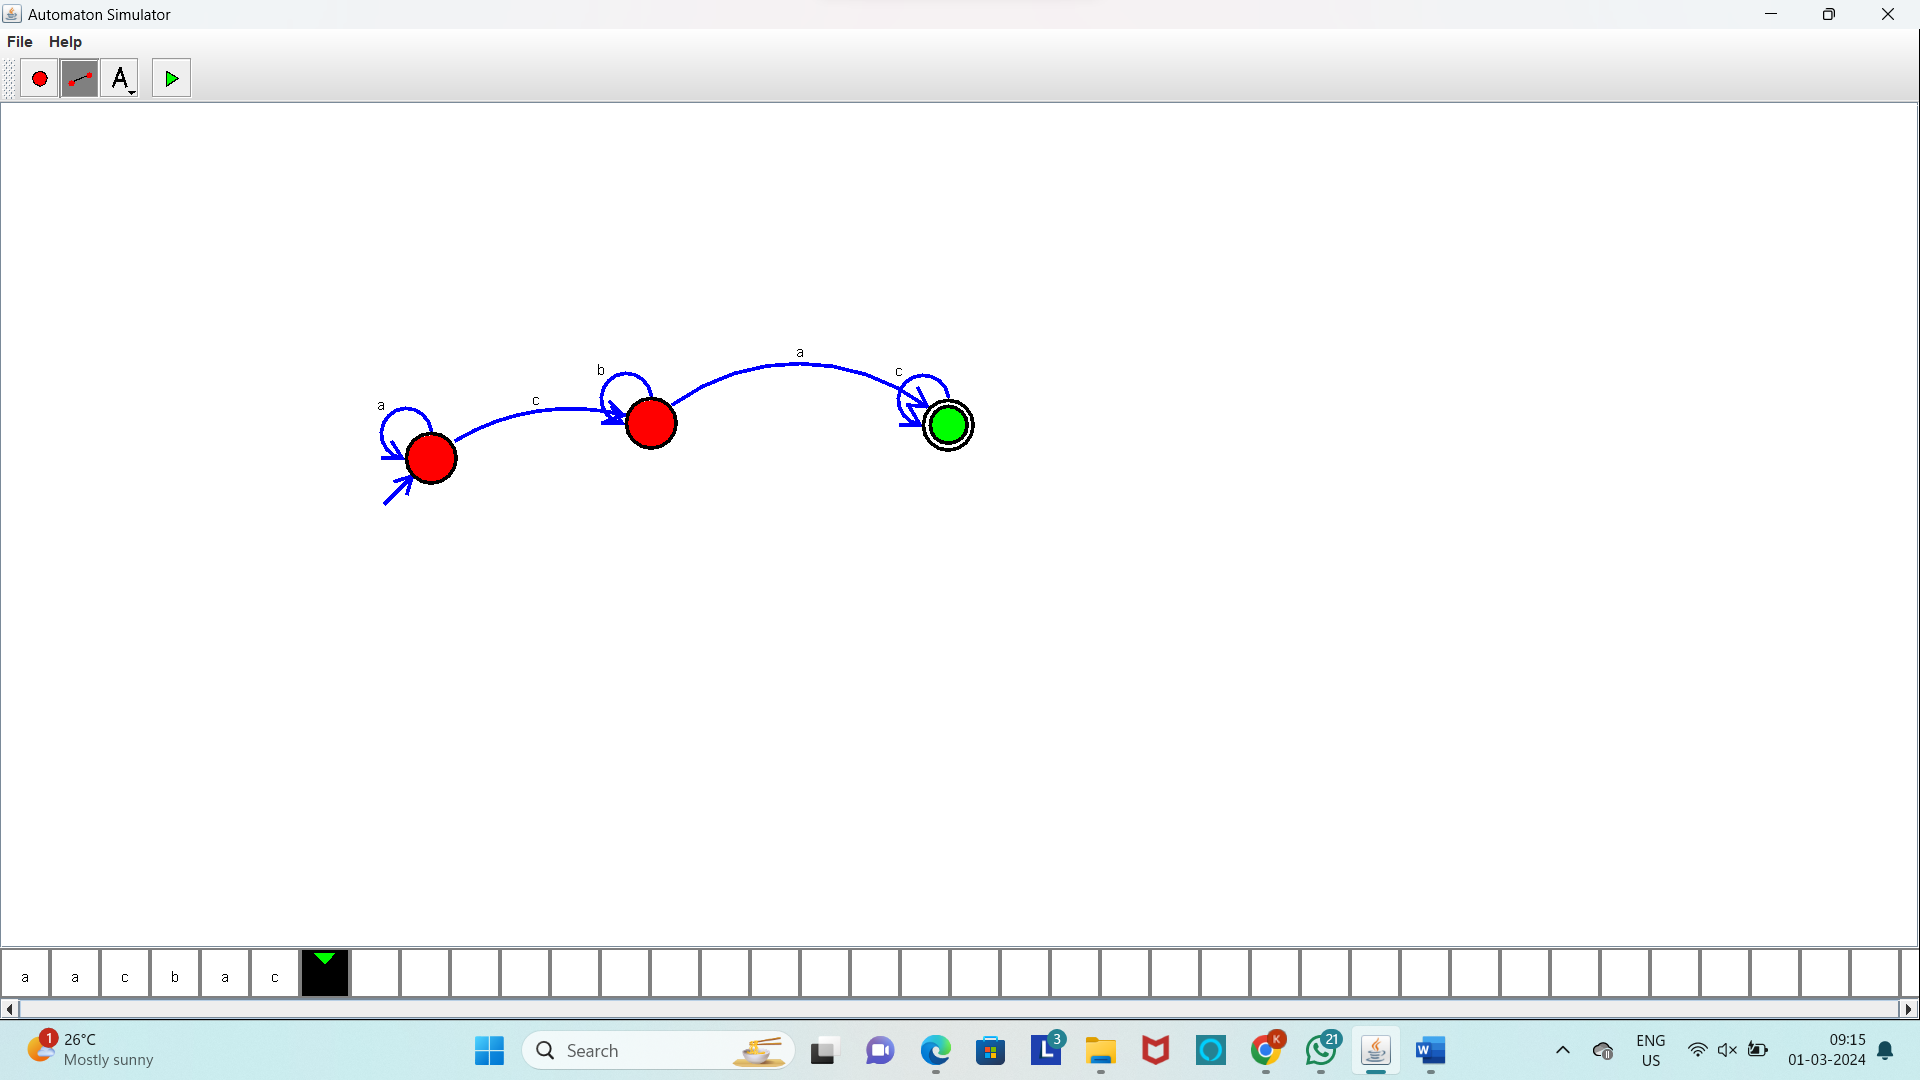 Automaton Simulator
File Help
A
a
b
c
a
c
a a c b a c
1
26°C
Mostly sunny
Search
L 3
K
21
W
ENG
US
09:15
01-03-2024